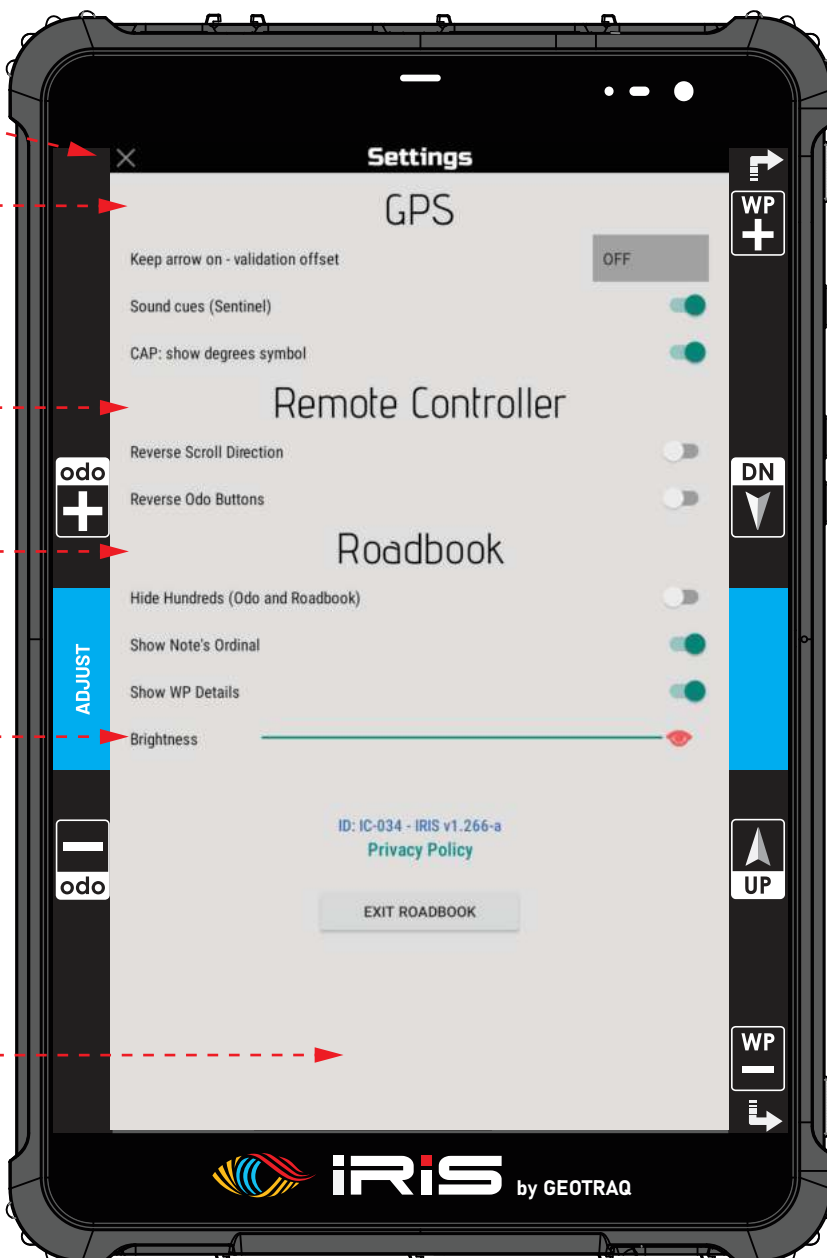 Settings
GPS
WP
Keep arrow on - validation offset OFF
Sound cues (Sentinel)
CAP: show degrees symbol
Remote Controller
Reverse Scroll Direction
odo
DN
Reverse Odo Buttons
Roadbook
Hide Hundreds (Odo and Roadbook)
Show Note's Ordinal
ADJUST
Show WP Details
Brightness
ID: IC-034 - IRIS v1.266-a
Privacy Policy
odo
UP
EXIT ROADBOOK
WP
iRiS by GEOTRAQ